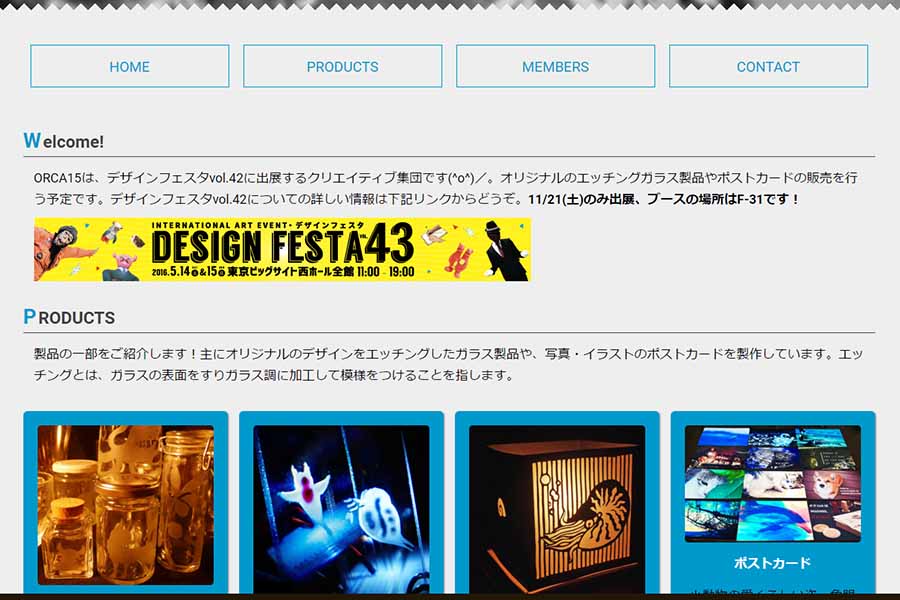 HOME
PRODUCTS
MEMBERS
CONTACT
Welcome!
ORCA15は、デザインフェスタvol.42に出展するクリエイティブ集団です(^o^)／。オリジナルのエッチングガラス製品やポストカードの販売を行
う予定です。デザインフェスタvol.42についての詳しい情報は下記リンクからどうぞ。11/21(土)のみ出展、ブースの場所はF-31です！
INTERNATIONAL ART EVENT・デザインフェスタ
DESIGN FESTA43
2016.5.14土&15日 東京ビッグサイト西ホール全館 11:00 - 19:00
PRODUCTS
製品の一部をご紹介します！主にオリジナルのデザインをエッチングしたガラス製品や、写真・イラストのポストカードを製作しています。エッ
チングとは、ガラスの表面をすりガラス調に加工して模様をつけることを指します。
ポストカード